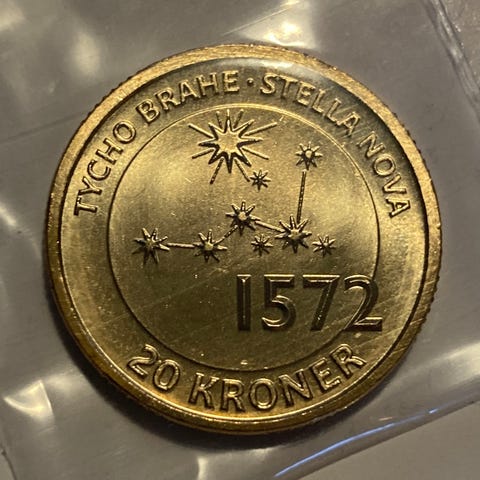 TYCHO BRAHE · STELLA NOVA
1572
20 KRONER